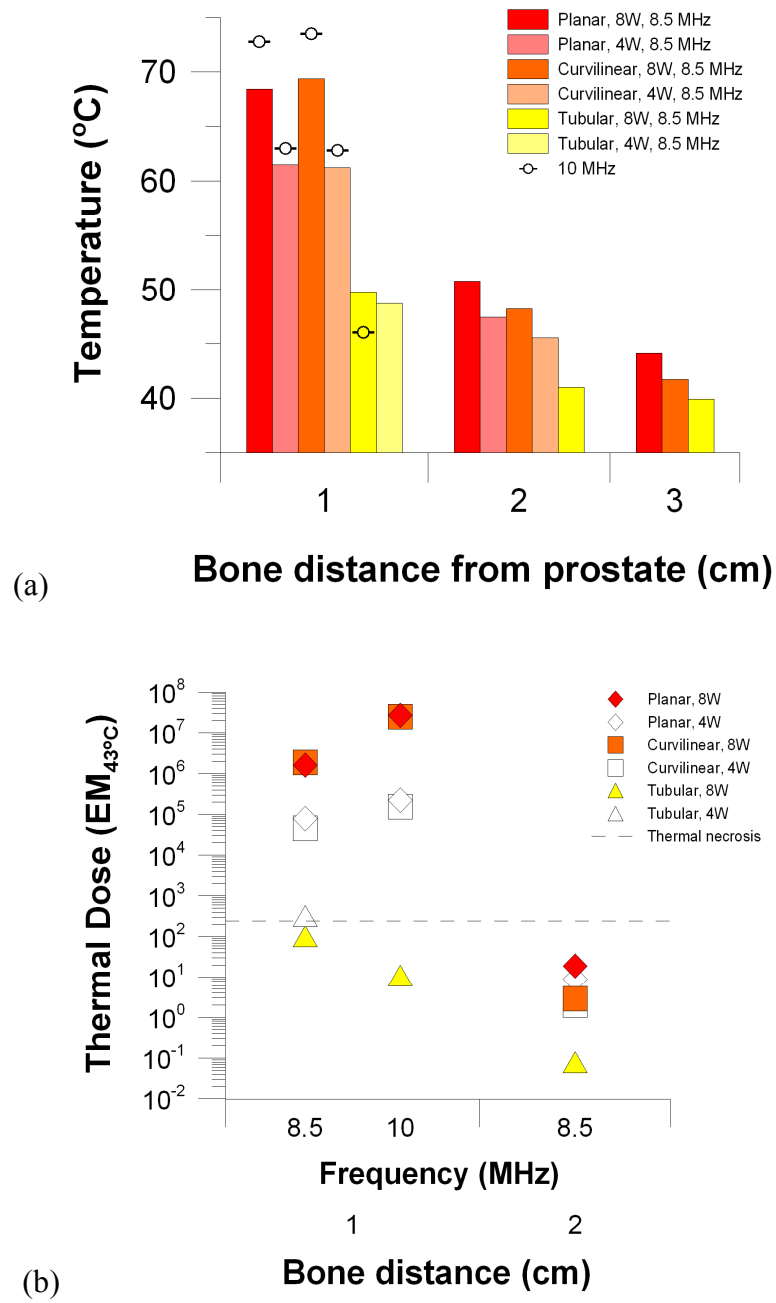 Planar, 8W, 8.5 MHz
Planar, 4W, 8.5 MHz
Curvilinear, 8W, 8.5 MHz
Curvilinear, 4W, 8.5 MHz
Tubular, 8W, 8.5 MHz
Tubular, 4W, 8.5 MHz
10 MHz
Temperature (ºC)
70
60
50
40
1 2 3
Bone distance from prostate (cm)
(a)
Planar, 8W
Planar, 4W
Curvilinear, 8W
Curvilinear, 4W
Tubular, 8W
Tubular, 4W
Thermal necrosis
Thermal Dose (EM43ºC)
10^8
10^7
10^6
10^5
10^4
10^3
10^2
10^1
10^0
10^-1
10^-2
8.5 10 8.5
Frequency (MHz)
1 2
Bone distance (cm)
(b)